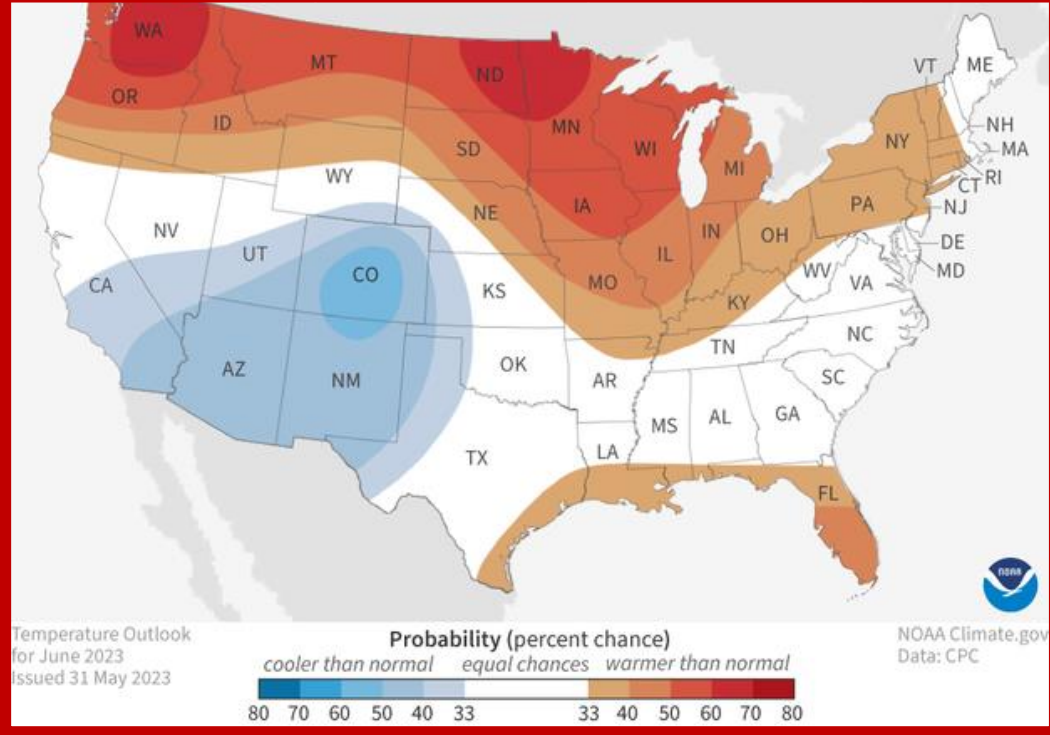 WA
MT
ND
VT
ME
OR
ID
MN
NH
SD
WI
NY
MA
WY
MI
RI
CT
NE
IA
PA
NJ
NV
IN
OH
UT
IL
DE
CO
MO
WV
MD
CA
KS
KY
VA
NC
TN
AZ
NM
OK
AR
SC
MS
AL
GA
TX
LA
FL
NOAA
Temperature Outlook
for June 2023
Issued 31 May 2023
Probability (percent chance)
cooler than normal equal chances warmer than normal
80 70 60 50 40 33 33 40 50 60 70 80
NOAA Climate.gov
Data: CPC